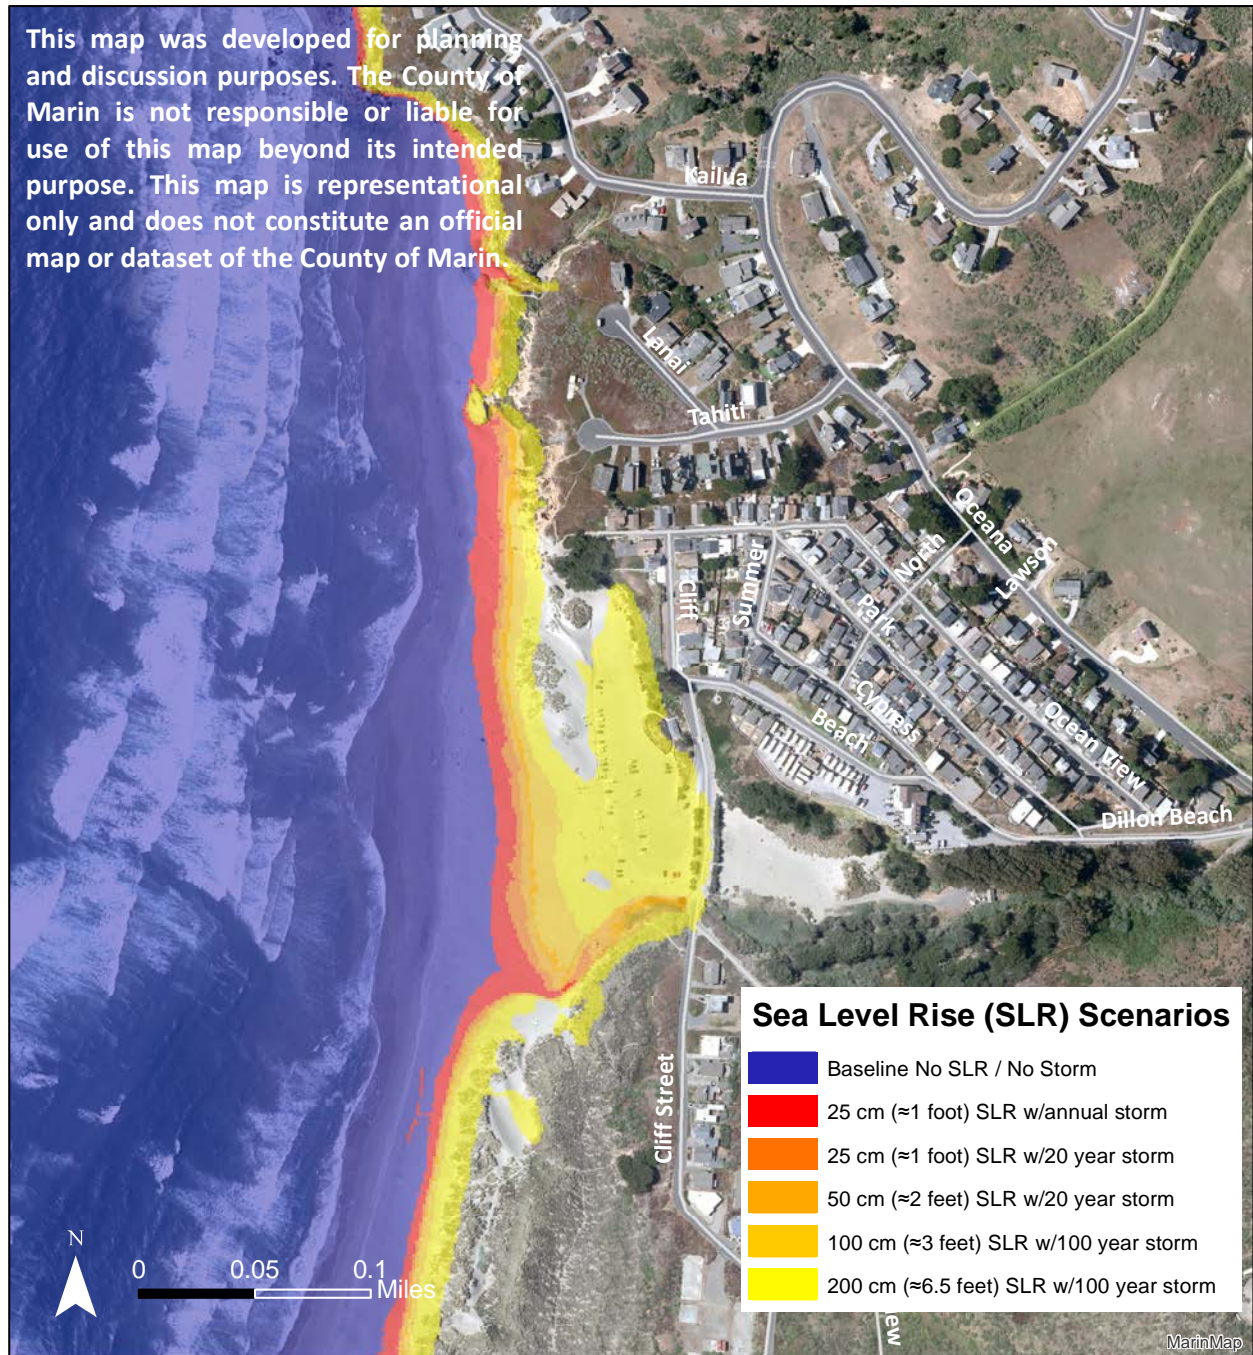 This map was developed for planning
and discussion purposes. The County of
Marin is not responsible or liable for
use of this map beyond its intended
purpose. This map is representational
only and does not constitute an official
map or dataset of the County of Marin.
Kailua
Lanai
Tahiti
Oceana
Lawson
North
Summer
Cliff
Park
Cypress
Beach
Ocean View
Dillon Beach
Cliff Street
Sea Level Rise (SLR) Scenarios
Baseline No SLR / No Storm
25 cm (≈1 foot) SLR w/annual storm
25 cm (≈1 foot) SLR w/20 year storm
50 cm (≈2 feet) SLR w/20 year storm
100 cm (≈3 feet) SLR w/100 year storm
200 cm (≈6.5 feet) SLR w/100 year storm
N
0 0.05 0.1
Miles
MarinMap